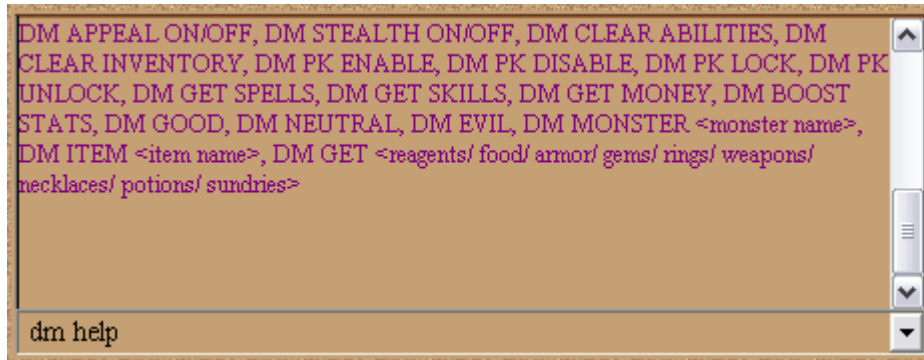 DM APPEAL ON/OFF, DM STEALTH ON/OFF, DM CLEAR ABILITIES, DM
CLEAR INVENTORY, DM PK ENABLE, DM PK DISABLE, DM PK LOCK, DM PK
UNLOCK, DM GET SPELLS, DM GET SKILLS, DM GET MONEY, DM BOOST
STATS, DM GOOD, DM NEUTRAL, DM EVIL, DM MONSTER <monster name>,
DM ITEM <item name>, DM GET <reagents/ food/ armor/ gems/ rings/ weapons/
necklaces/ potions/ sundries>
dm help